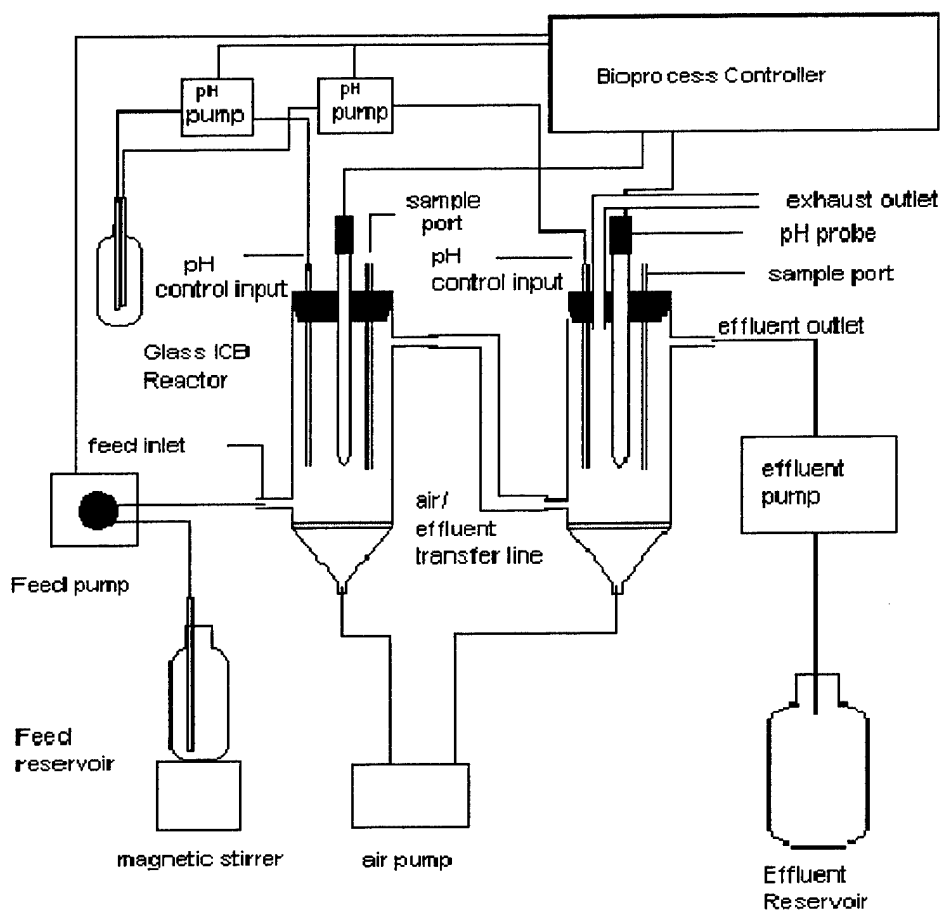 Bioprocess Controller
pH
pump
pH
pump
sample
port
exhaust outlet
pH probe
pH
control input
pH
control input
sample port
effluent outlet
Glass ICB
Reactor
feed inlet
effluent
pump
air/
effluent
transfer line
Feed pump
Feed
reservoir
magnetic stirrer
air pump
Effluent
Reservoir